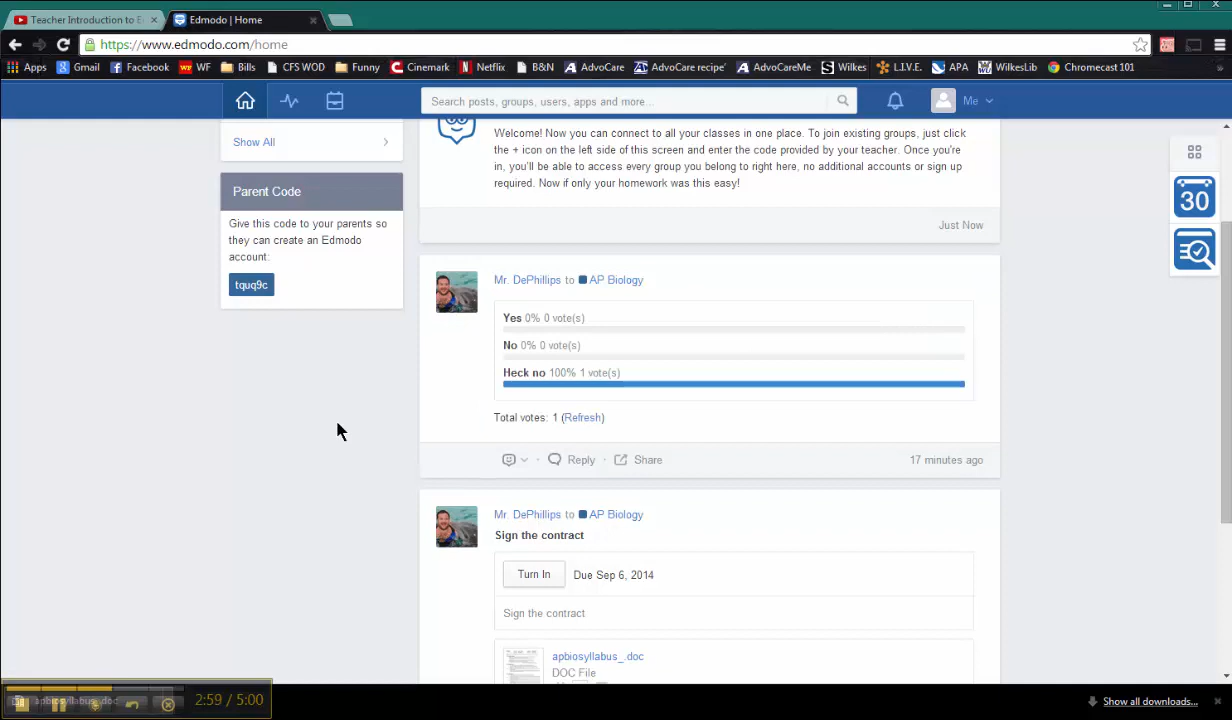 Teacher Introduction to E
Edmodo | Home
https://www.edmodo.com/home
Apps Gmail Facebook WF Bills CFS WOD Funny Cinemark Netflix B&N AdvoCare AdvoCare recipe' AdvoCareMe Wilkes L.I.V.E. APA WilkesLib Chromecast 101 »
Search posts, groups, users, apps and more...
Me
Show All
Parent Code
Give this code to your parents so
they can create an Edmodo
account:
tquq9c
Welcome! Now you can connect to all your classes in one place. To join existing groups, just click
the + icon on the left side of this screen and enter the code provided by your teacher. Once you're
in, you'll be able to access every group you belong to right here, no additional accounts or sign up
required. Now if only your homework was this easy!
Just Now
Mr. DePhillips to AP Biology
Yes 0% 0 vote(s)
No 0% 0 vote(s)
Heck no 100% 1 vote(s)
Total votes: 1 (Refresh)
Reply · Share
17 minutes ago
Mr. DePhillips to AP Biology
Sign the contract
Turn In Due Sep 6, 2014
Sign the contract
apbiosyllabus_.doc
DOC File
30
apbiosyllabus_.doc
2:59 / 5:00
Show all downloads...